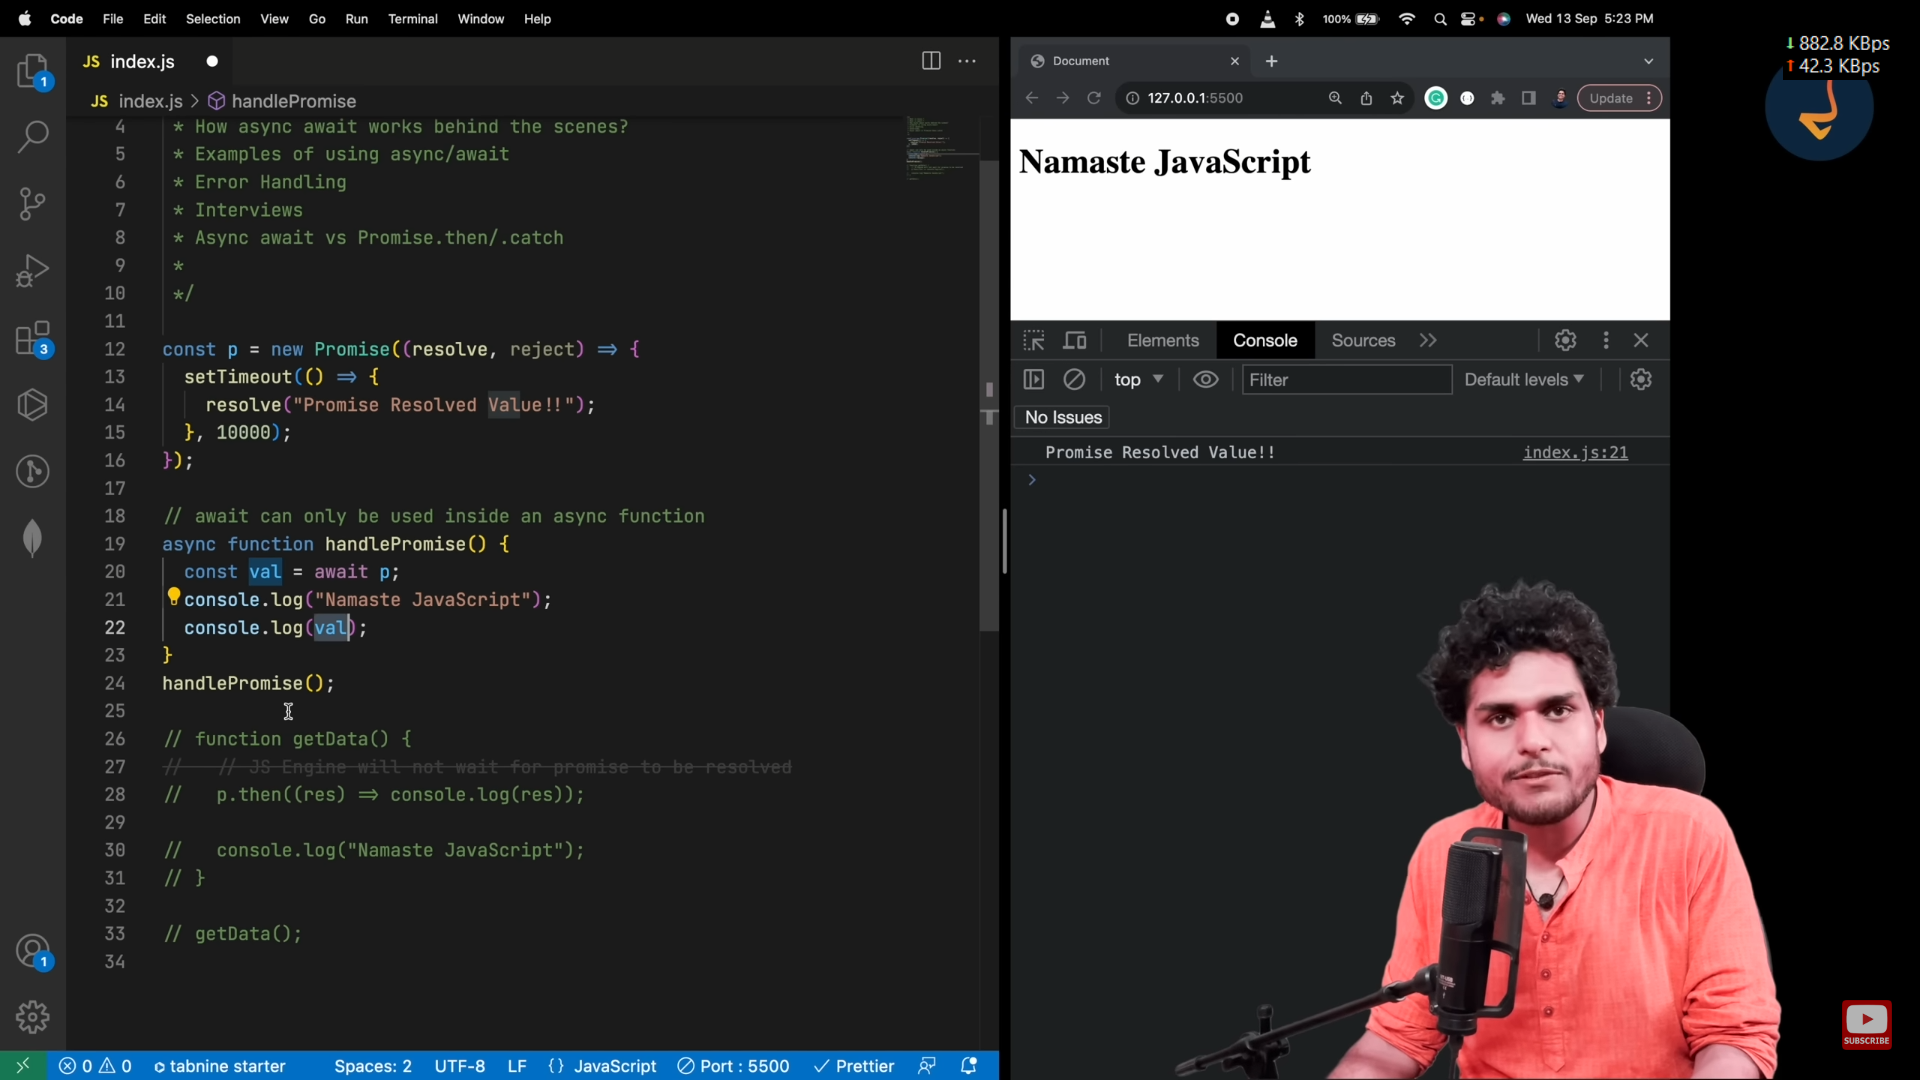 Code File Edit Selection View Go Run Terminal Window Help
100% Wed 13 Sep 5:23 PM
↓ 882.8 KBps
↑ 42.3 KBps
1
JS index.js
JS index.js > handlePromise
4 * How async await works behind the scenes?
5 * Examples of using async/await
6 * Error Handling
7 * Interviews
8 * Async await vs Promise.then/.catch
9 *
10 */
11
12 const p = new Promise((resolve, reject) => {
13 setTimeout(() => {
14 resolve("Promise Resolved Value!!");
15 }, 10000);
16 });
17
18 // await can only be used inside an async function
19 async function handlePromise() {
20 const val = await p;
21 console.log("Namaste JavaScript");
22 console.log(val);
23 }
24 handlePromise();
25
26 // function getData() {
27 // // JS Engine will not wait for promise to be resolved
28 // p.then((res) => console.log(res));
29
30 // console.log("Namaste JavaScript");
31 // }
32
33 // getData();
34
3
1
0 0 tabnine starter Spaces: 2 UTF-8 LF {} JavaScript Port : 5500 Prettier
Document
127.0.0.1:5500
Update
Namaste JavaScript
Elements Console Sources
top Filter Default levels
No Issues
Promise Resolved Value!! index.js:21
>
SUBSCRIBE